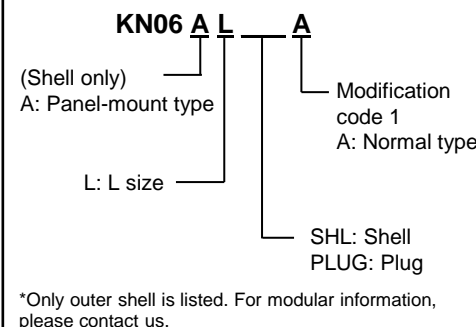 KN06 A L ___ A
(Shell only)
A: Panel-mount type
Modification
code 1
A: Normal type
L: L size
SHL: Shell
PLUG: Plug
*Only outer shell is listed. For modular information,
please contact us.